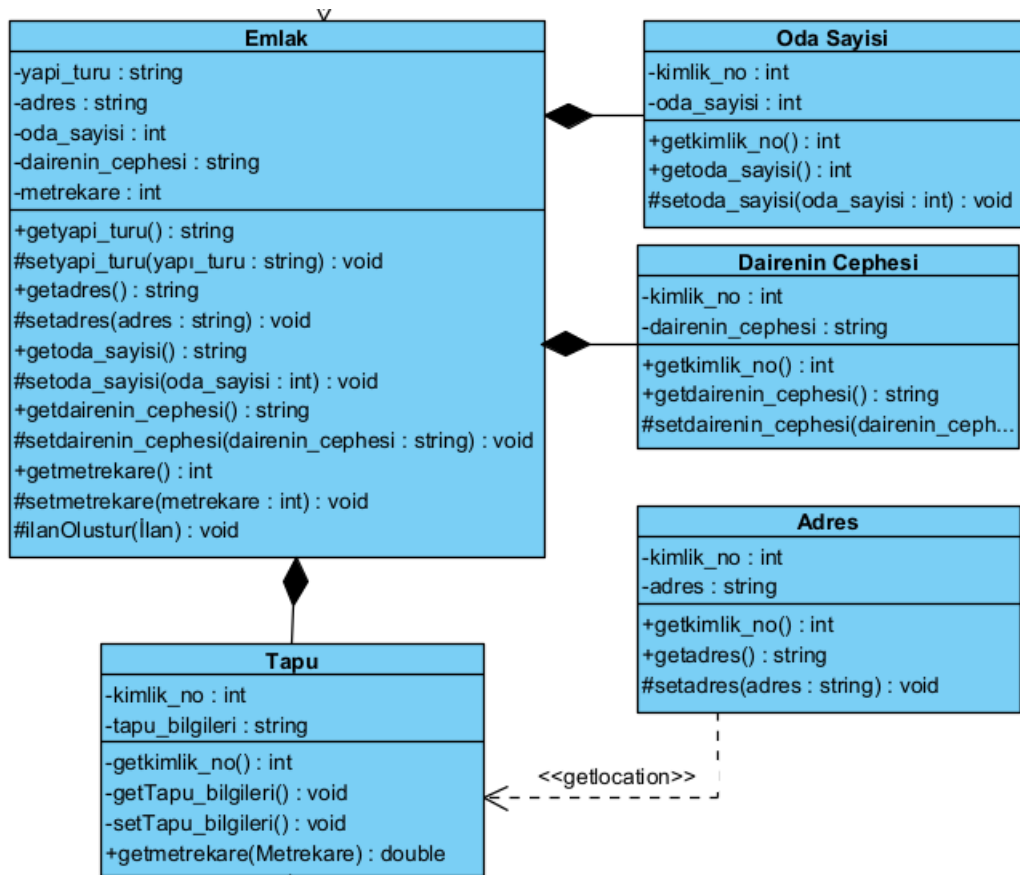 Emlak
-yapi_turu : string
-adres : string
-oda_sayisi : int
-dairenin_cephesi : string
-metrekare : int
+getyapi_turu() : string
#setyapi_turu(yapı_turu : string) : void
+getadres() : string
#setadres(adres : string) : void
+getoda_sayisi() : string
#setoda_sayisi(oda_sayisi : int) : void
+getdairenin_cephesi() : string
#setdairenin_cephesi(dairenin_cephesi : string) : void
+getmetrekare() : int
#setmetrekare(metrekare : int) : void
#ilanOlustur(İlan) : void
Oda Sayisi
-kimlik_no : int
-oda_sayisi : int
+getkimlik_no() : int
+getoda_sayisi() : int
#setoda_sayisi(oda_sayisi : int) : void
Dairenin Cephesi
-kimlik_no : int
-dairenin_cephesi : string
+getkimlik_no() : int
+getdairenin_cephesi() : string
#setdairenin_cephesi(dairenin_ceph...
Adres
-kimlik_no : int
-adres : string
+getkimlik_no() : int
+getadres() : string
#setadres(adres : string) : void
<<getlocation>>
Tapu
-kimlik_no : int
-tapu_bilgileri : string
-getkimlik_no() : int
-getTapu_bilgileri() : void
-setTapu_bilgileri() : void
+getmetrekare(Metrekare) : double